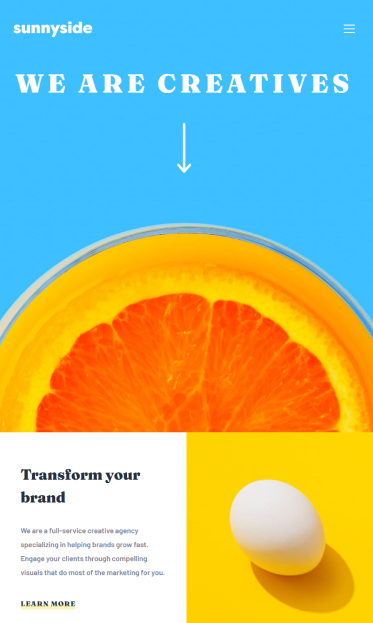 sunnyside
WE ARE CREATIVES
Transform your
brand
We are a full-service creative agency
specializing in helping brands grow fast.
Engage your clients through compelling
visuals that do most of the marketing for you.
LEARN MORE